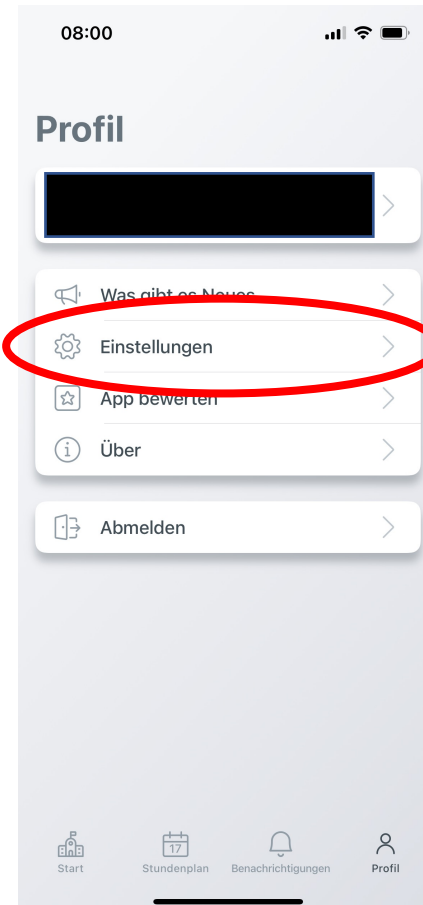 08:00
Profil
Was gibt es Neues
Einstellungen
App bewerten
Über
Abmelden
17
Start Stundenplan Benachrichtigungen Profil